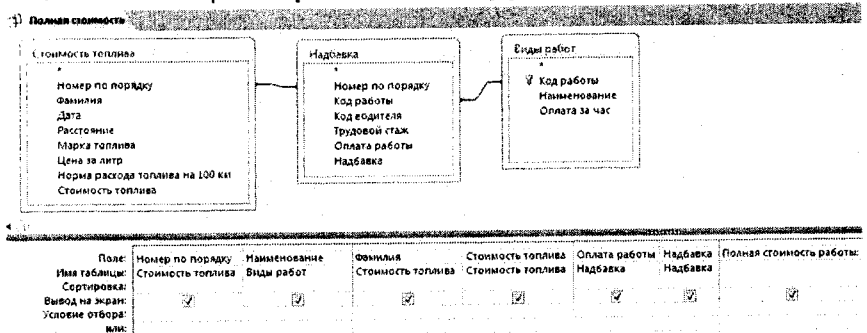 Полная стоимость
Стоимость топлива
*
Номер по порядку
Фамилия
Дата
Расстояние
Марка топлива
Цена за литр
Норма расхода топлива на 100 км
Стоимость топлива
Надбавка
*
Номер по порядку
Код работы
Код водителя
Трудовой стаж
Оплата работы
Надбавка
Виды работ
*
Код работы
Наименование
Оплата за час
Поле: Номер по порядку Наименование Фамилия Стоимость топлива Оплата работы Надбавка Полная стоимость работы:
Имя таблицы: Стоимость топлива Виды работ Стоимость топлива Стоимость топлива Надбавка Надбавка
Сортировка:
Вывод на экран:
Условие отбора:
или: